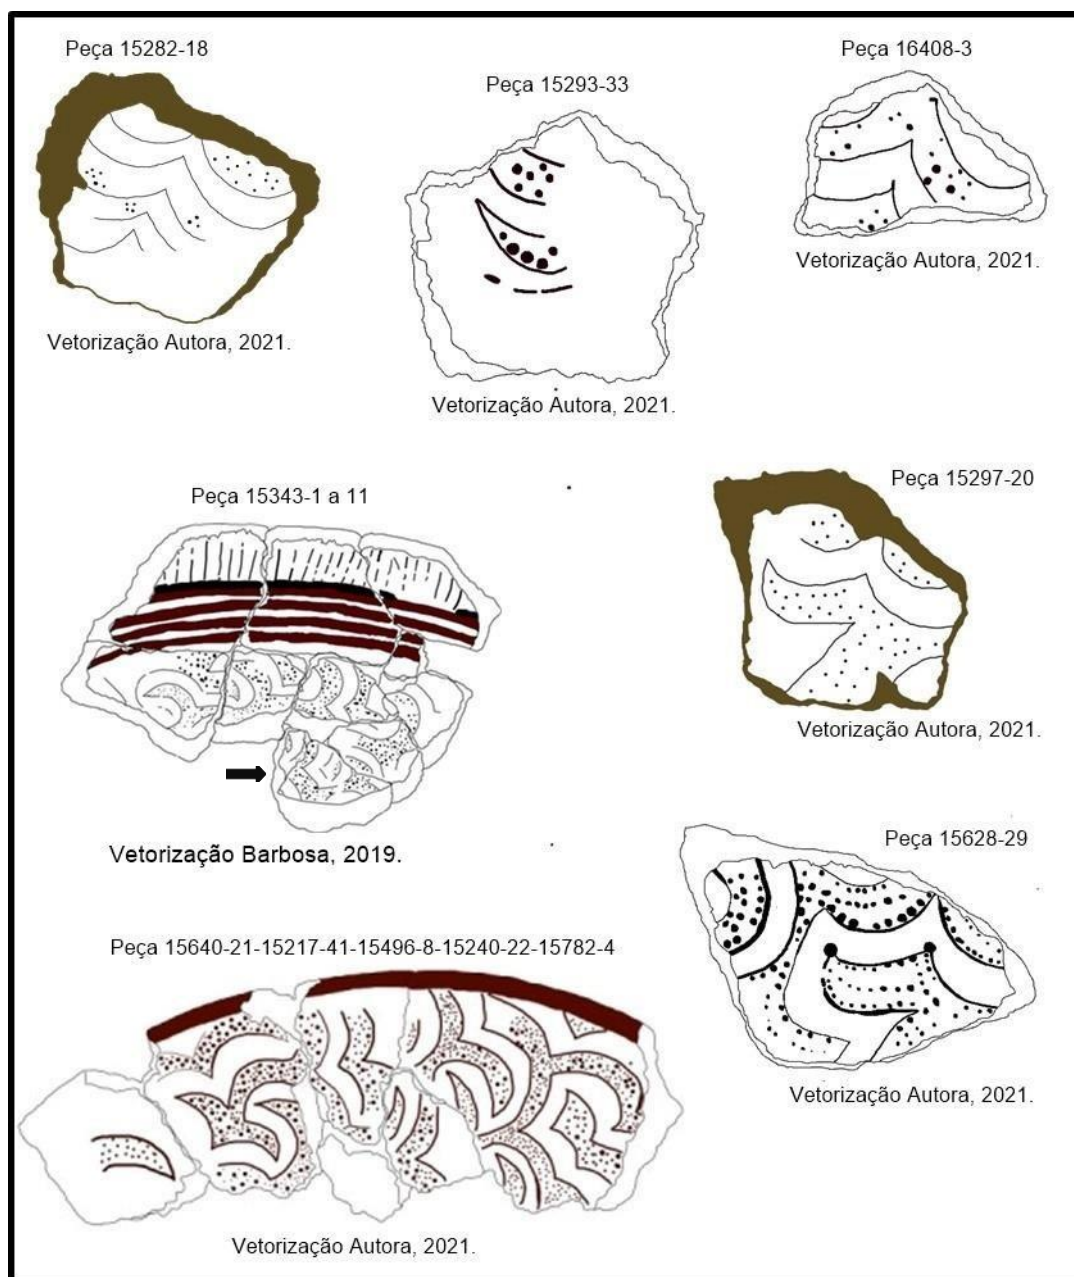 Peça 15282-18
Vetorização Autora, 2021.
Peça 15293-33
Vetorização Autora, 2021.
Peça 16408-3
Vetorização Autora, 2021.
Peça 15343-1 a 11
Vetorização Barbosa, 2019.
Peça 15297-20
Vetorização Autora, 2021.
Peça 15628-29
Vetorização Autora, 2021.
Peça 15640-21-15217-41-15496-8-15240-22-15782-4
Vetorização Autora, 2021.